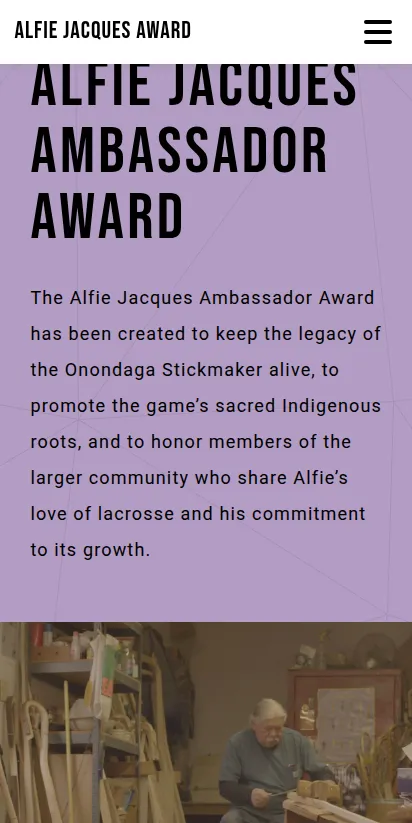 ALFIE JACQUES AWARD
ALFIE JACQUES
AMBASSADOR
AWARD
The Alfie Jacques Ambassador Award
has been created to keep the legacy of
the Onondaga Stickmaker alive, to
promote the game’s sacred Indigenous
roots, and to honor members of the
larger community who share Alfie’s
love of lacrosse and his commitment
to its growth.